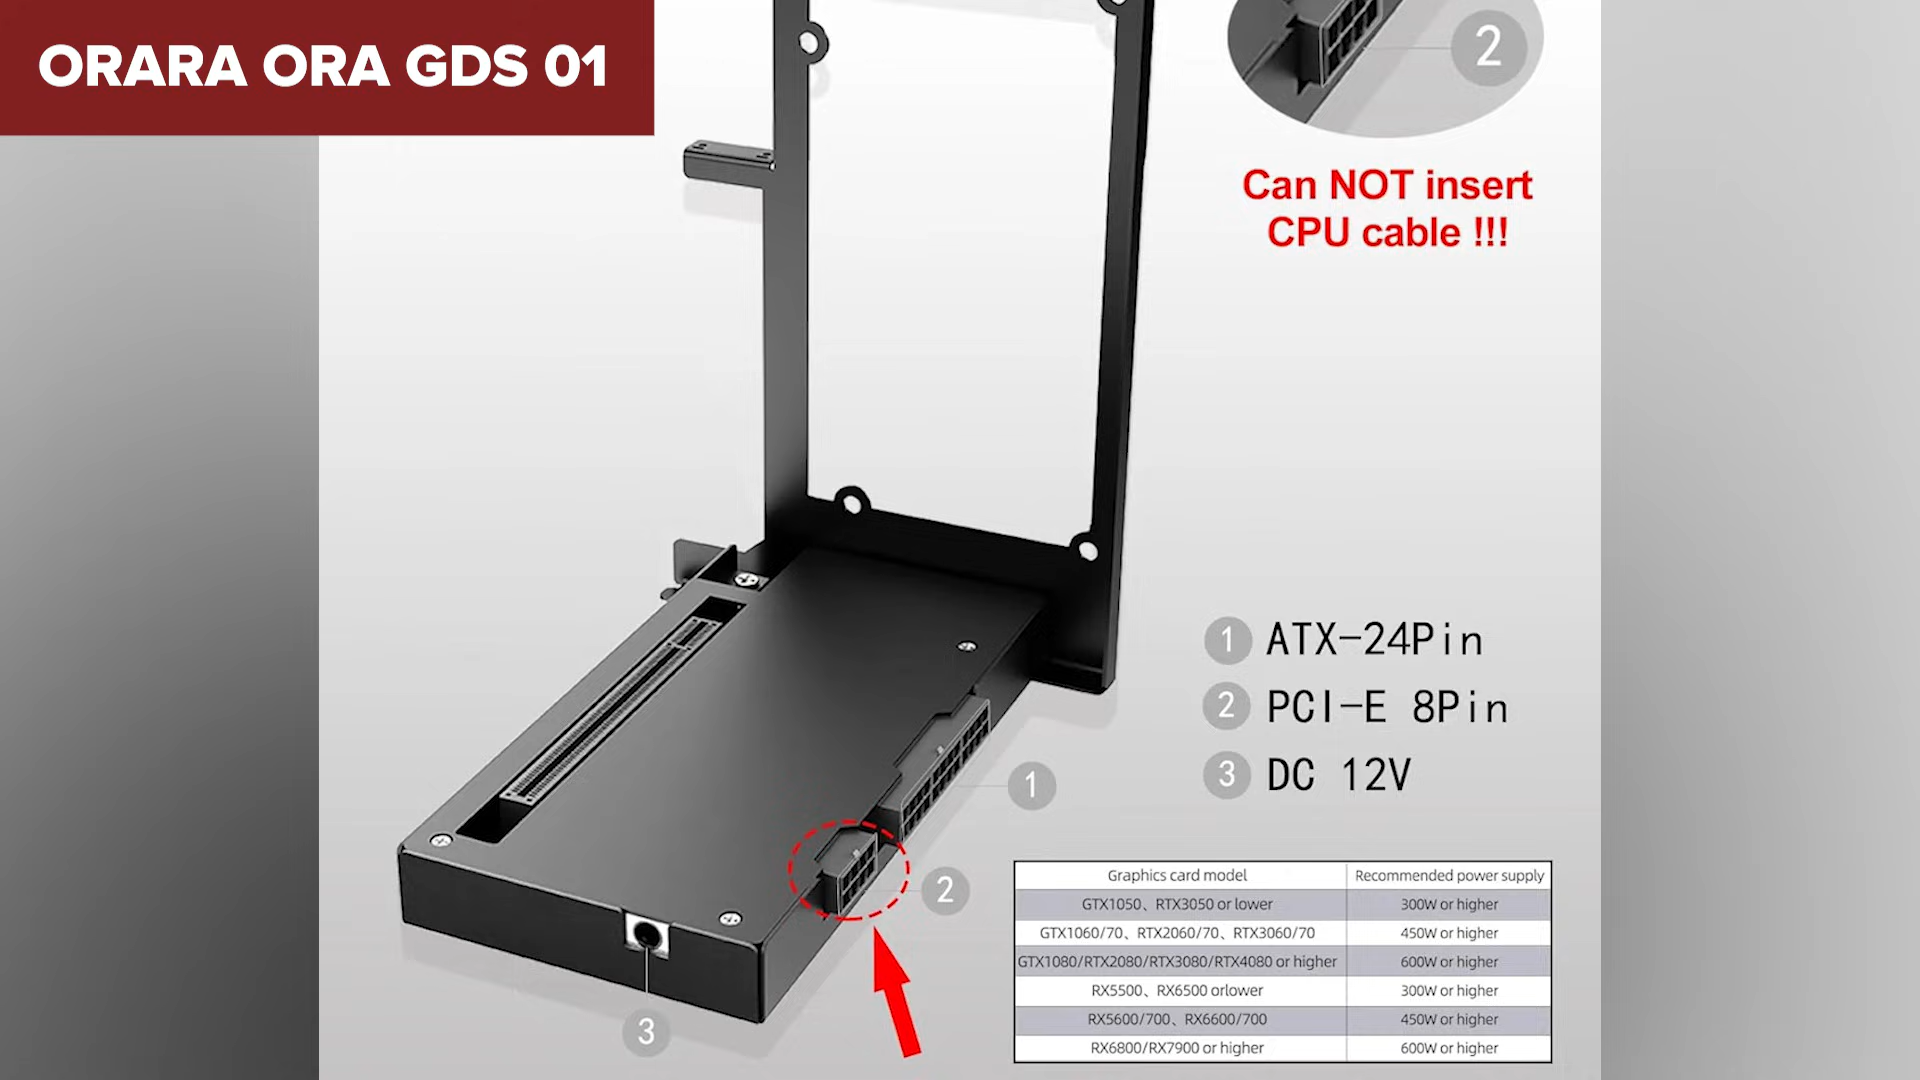 ORARA ORA GDS 01
2
Can NOT insert
CPU cable !!!
1 ATX-24Pin
2 PCI-E 8Pin
3 DC 12V
1
2
3
Graphics card model Recommended power supply
GTX1050、RTX3050 or lower 300W or higher
GTX1060/70、RTX2060/70、RTX3060/70 450W or higher
GTX1080/RTX2080/RTX3080/RTX4080 or higher 600W or higher
RX5500、RX6500 orlower 300W or higher
RX5600/700、RX6600/700 450W or higher
RX6800/RX7900 or higher 600W or higher